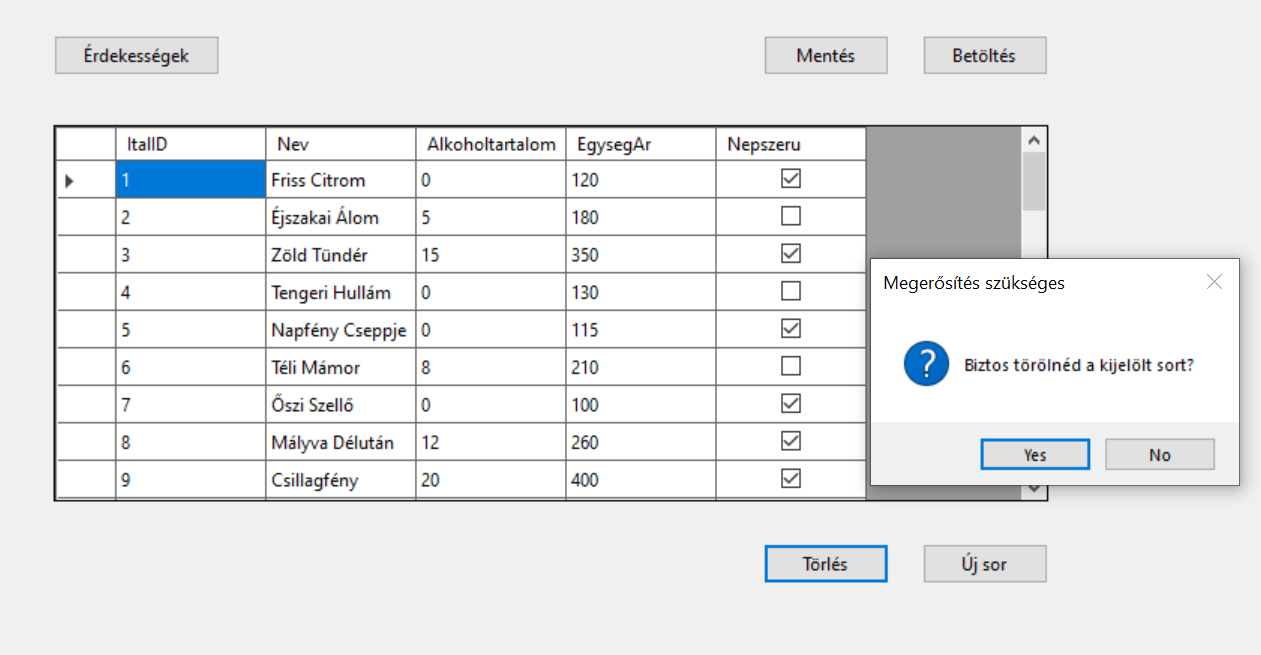 Érdekességek Mentés Betöltés
ItalID Nev Alkoholtartalom EgysegAr Nepszeru
1 Friss Citrom 0 120
2 Éjszakai Álom 5 180
3 Zöld Tündér 15 350
4 Tengeri Hullám 0 130
5 Napfény Cseppje 0 115
6 Téli Mámor 8 210
7 Őszi Szellő 0 100
8 Mályva Délután 12 260
9 Csillagfény 20 400
Megerősítés szükséges
Biztos törölnéd a kijelölt sort?
Yes No
Törlés Új sor